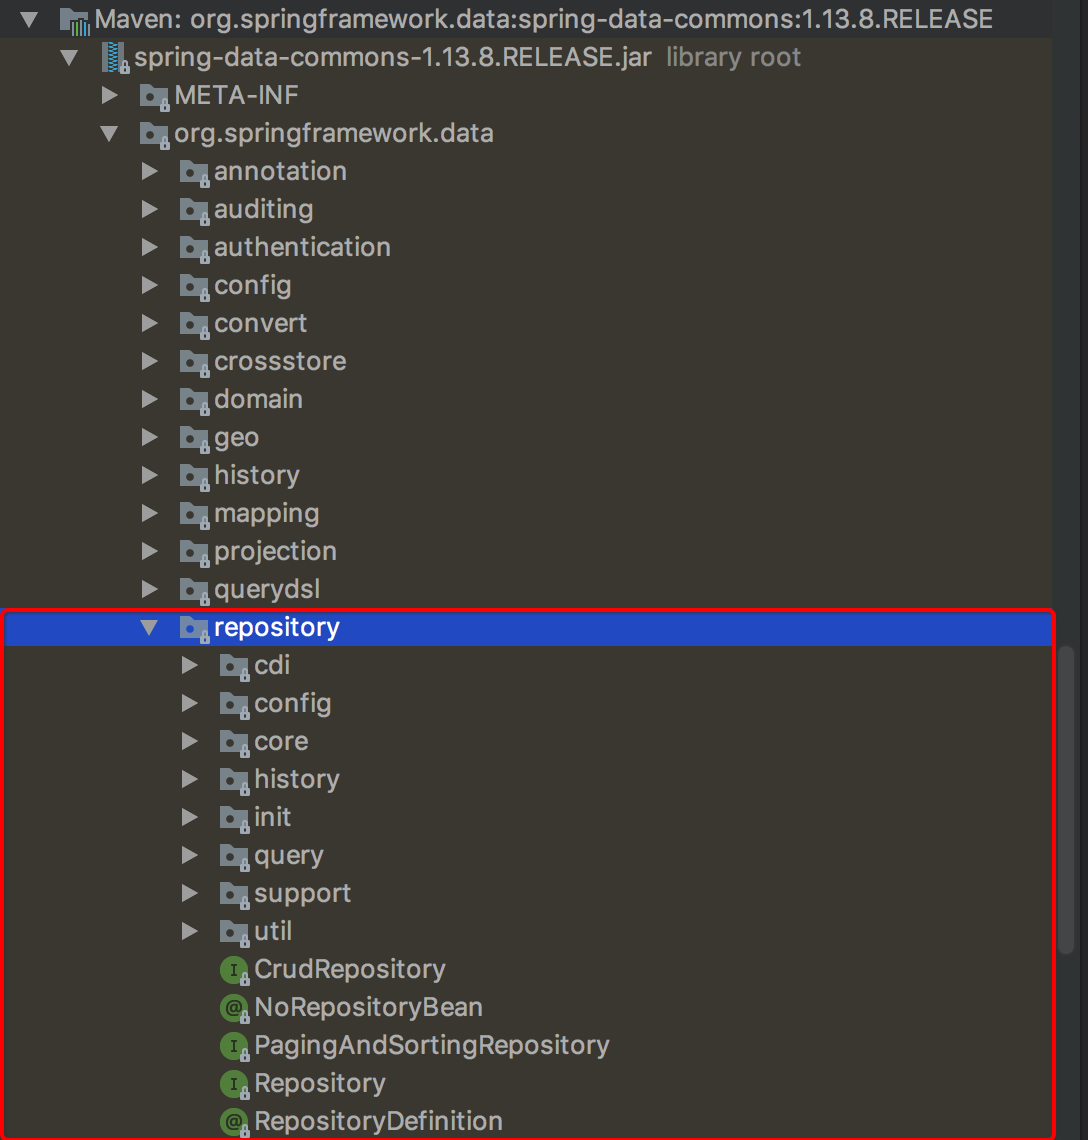 Maven: org.springframework.data:spring-data-commons:1.13.8.RELEASE
spring-data-commons-1.13.8.RELEASE.jar library root
META-INF
org.springframework.data
annotation
auditing
authentication
config
convert
crossstore
domain
geo
history
mapping
projection
querydsl
repository
cdi
config
core
history
init
query
support
util
CrudRepository
NoRepositoryBean
PagingAndSortingRepository
Repository
RepositoryDefinition